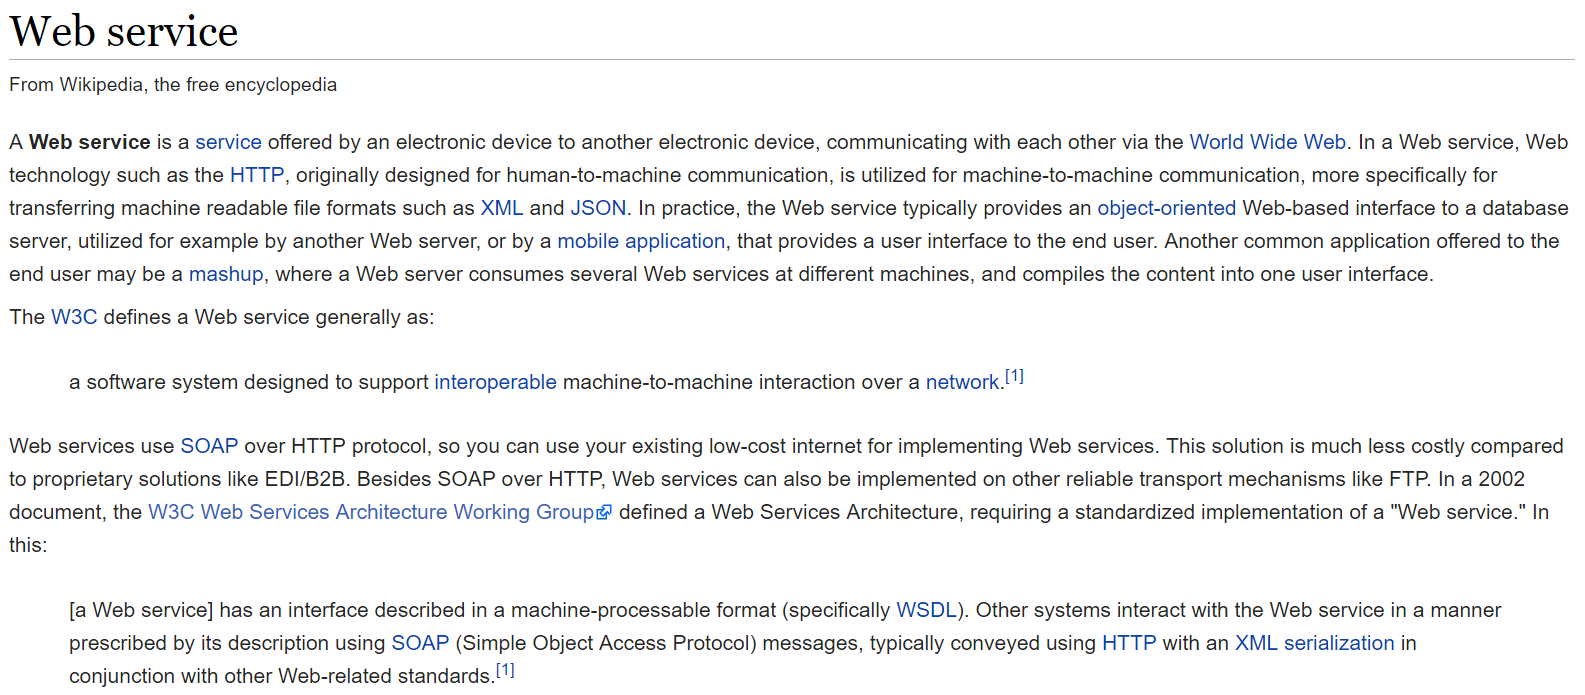 Web service
From Wikipedia, the free encyclopedia
A Web service is a service offered by an electronic device to another electronic device, communicating with each other via the World Wide Web. In a Web service, Web
technology such as the HTTP, originally designed for human-to-machine communication, is utilized for machine-to-machine communication, more specifically for
transferring machine readable file formats such as XML and JSON. In practice, the Web service typically provides an object-oriented Web-based interface to a database
server, utilized for example by another Web server, or by a mobile application, that provides a user interface to the end user. Another common application offered to the
end user may be a mashup, where a Web server consumes several Web services at different machines, and compiles the content into one user interface.
The W3C defines a Web service generally as:
a software system designed to support interoperable machine-to-machine interaction over a network.[1]
Web services use SOAP over HTTP protocol, so you can use your existing low-cost internet for implementing Web services. This solution is much less costly compared
to proprietary solutions like EDI/B2B. Besides SOAP over HTTP, Web services can also be implemented on other reliable transport mechanisms like FTP. In a 2002
document, the W3C Web Services Architecture Working Group defined a Web Services Architecture, requiring a standardized implementation of a "Web service." In
this:
[a Web service] has an interface described in a machine-processable format (specifically WSDL). Other systems interact with the Web service in a manner
prescribed by its description using SOAP (Simple Object Access Protocol) messages, typically conveyed using HTTP with an XML serialization in
conjunction with other Web-related standards.[1]